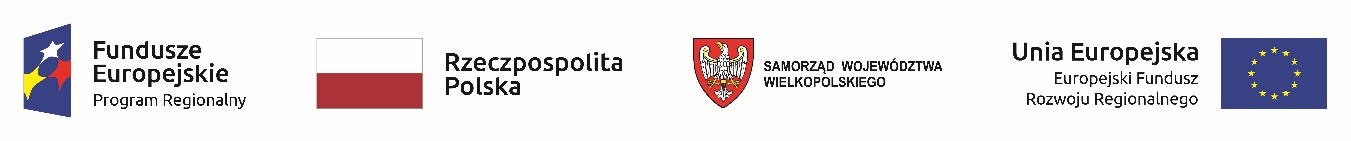 Fundusze
Europejskie
Program Regionalny
Rzeczpospolita
Polska
SAMORZĄD WOJEWÓDZTWA
WIELKOPOLSKIEGO
Unia Europejska
Europejski Fundusz
Rozwoju Regionalnego